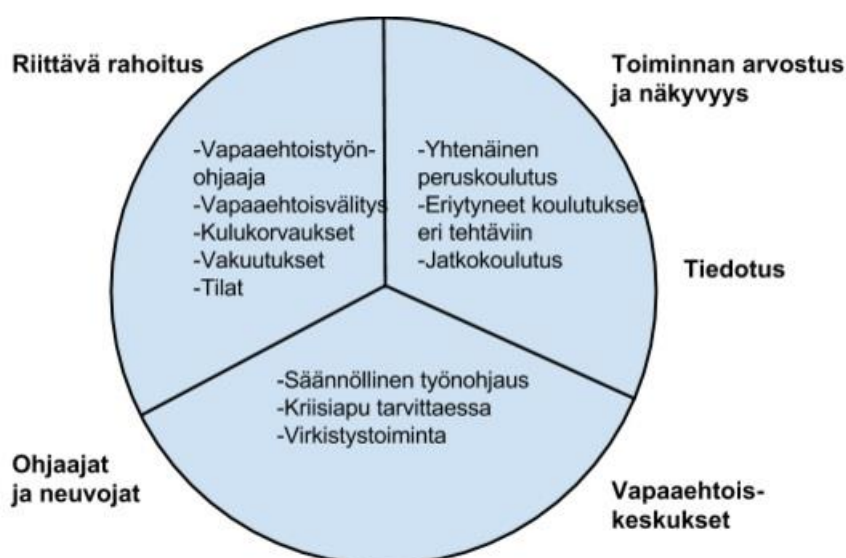 Riittävä rahoitus
Toiminnan arvostus
ja näkyvyys
-Vapaaehtoistyön-
ohjaaja
-Vapaaehtoisvälitys
-Kulukorvaukset
-Vakuutukset
-Tilat
-Yhtenäinen
peruskoulutus
-Eriytyneet koulutukset
eri tehtäviin
-Jatkokoulutus
Tiedotus
-Säännöllinen työnohjaus
-Kriisiapu tarvittaessa
-Virkistystoiminta
Ohjaajat
ja neuvojat
Vapaaehtois-
keskukset